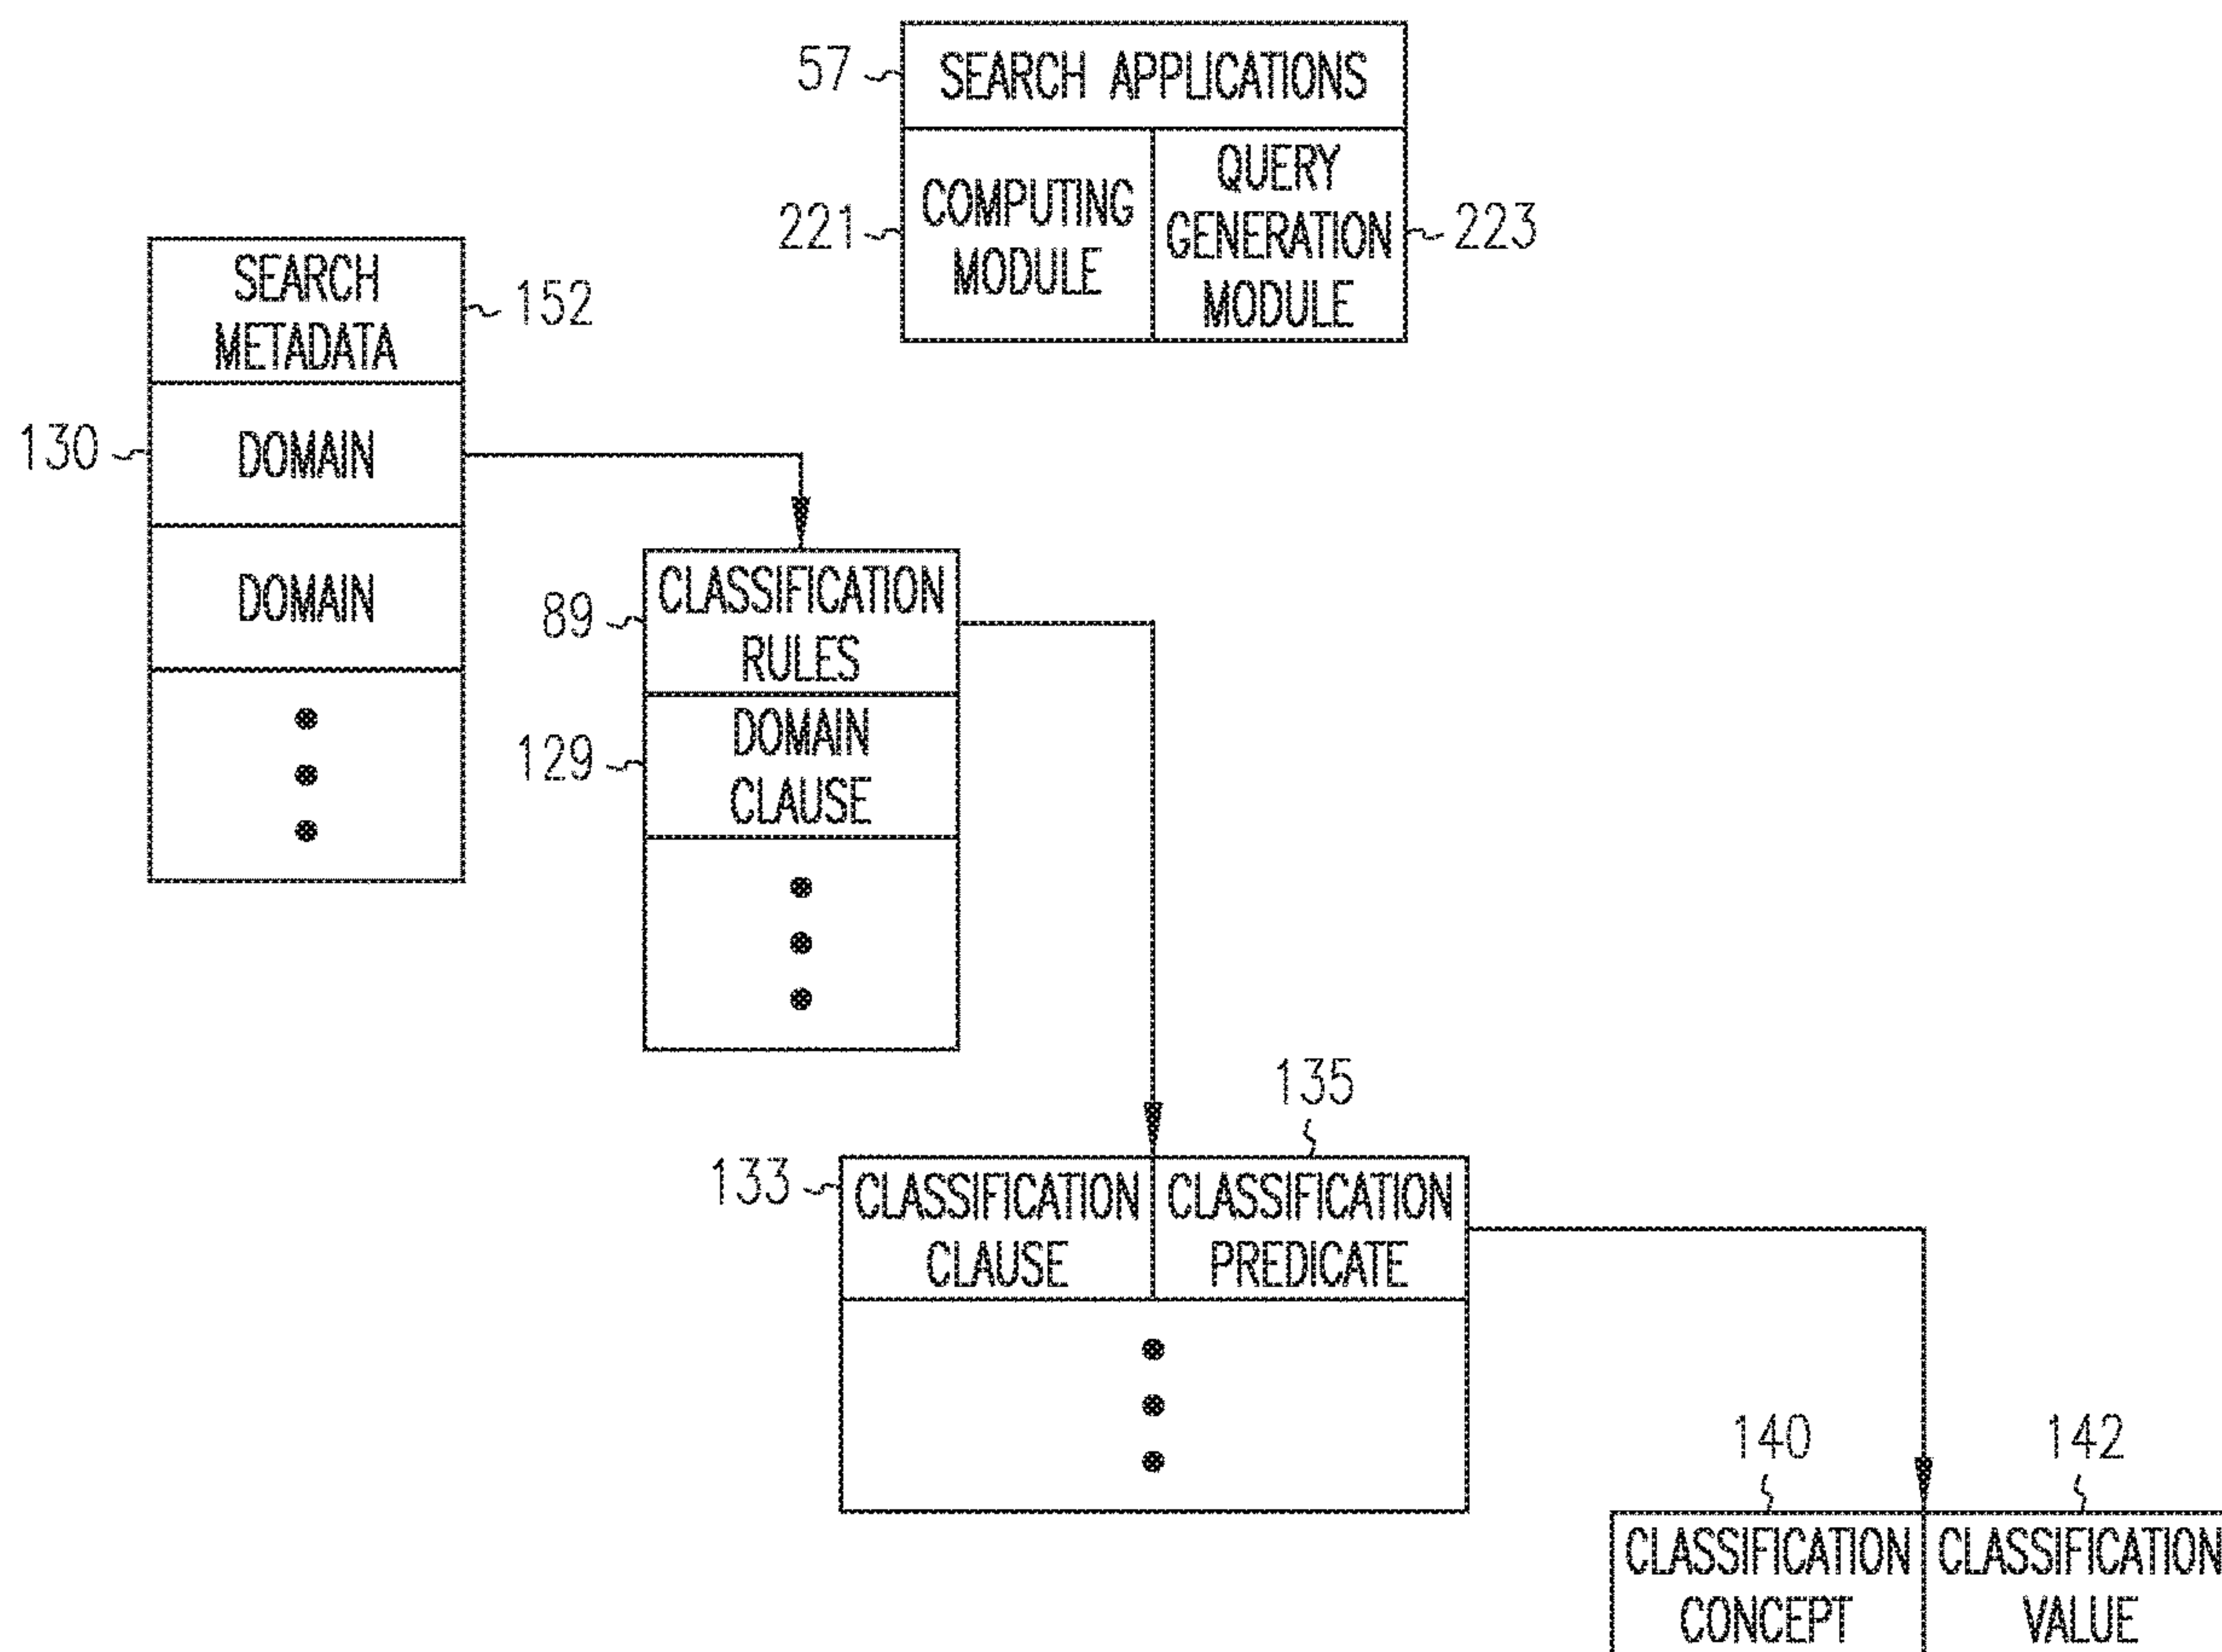 57
SEARCH APPLICATIONS
221
COMPUTING
MODULE
QUERY
GENERATION
MODULE
223
SEARCH
METADATA
152
130
DOMAIN
DOMAIN
89
CLASSIFICATION
RULES
129
DOMAIN
CLAUSE
135
133
CLASSIFICATION
CLAUSE
CLASSIFICATION
PREDICATE
140
142
CLASSIFICATION
CONCEPT
CLASSIFICATION
VALUE